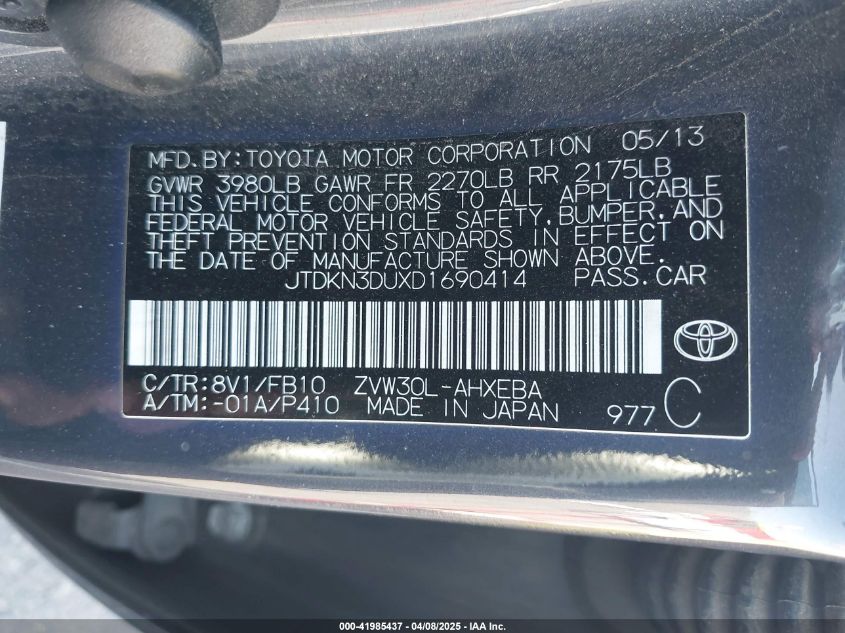 MFD. BY: TOYOTA MOTOR CORPORATION 05/13
GVWR 3980LB GAWR FR 2270LB RR 2175LB
THIS VEHICLE CONFORMS TO ALL APPLICABLE
FEDERAL MOTOR VEHICLE SAFETY, BUMPER, AND
THEFT PREVENTION STANDARDS IN EFFECT ON
THE DATE OF MANUFACTURE SHOWN ABOVE.
JTDKN3DUXD1690414 PASS. CAR
C/TR: 8V1/FB10 ZVW30L-AHXEBA
A/TM: -01A/P410 MADE IN JAPAN 977 C
000-41985437 - 04/08/2025 - IAA Inc.